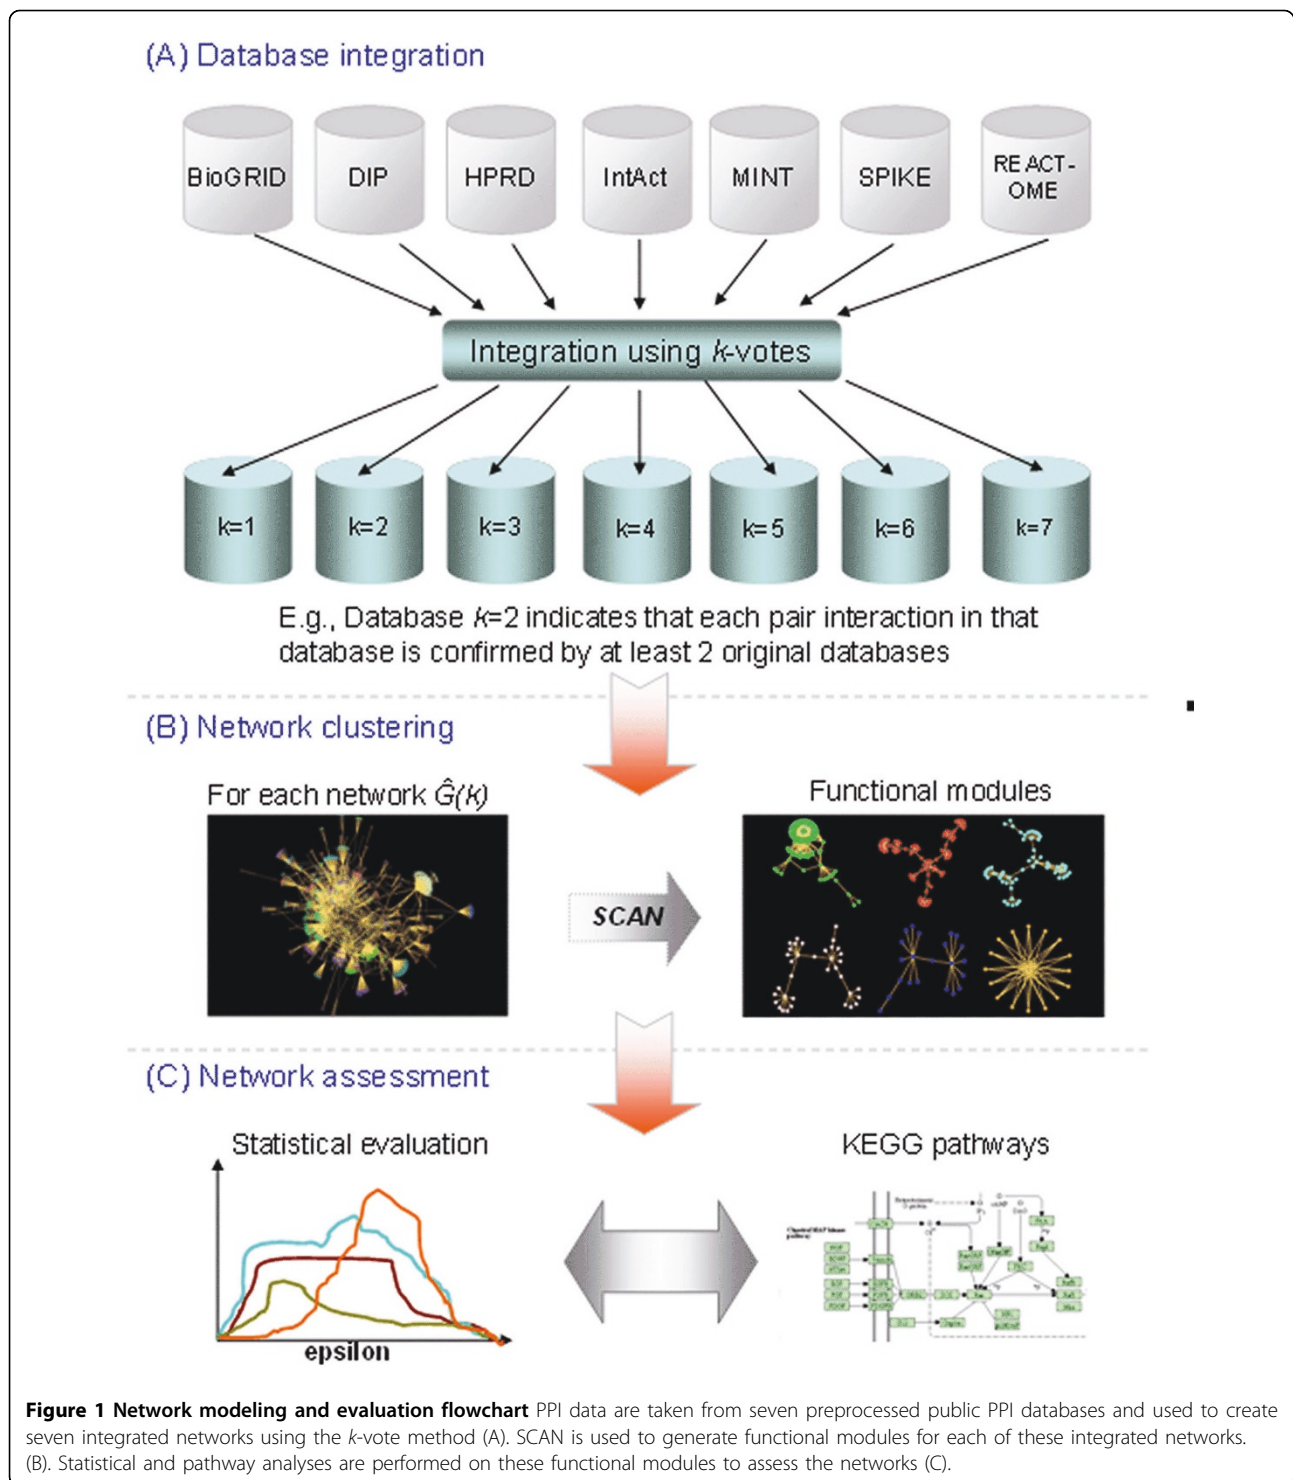 (A) Database integration
BioGRID
DIP
HPRD
IntAct
MINT
SPIKE
REACT-
OME
Integration using k-votes
k=1
k=2
k=3
k=4
k=5
k=6
k=7
E.g., Database k=2 indicates that each pair interaction in that
database is confirmed by at least 2 original databases
(B) Network clustering
For each network Ĝ(k)
Functional modules
SCAN
(C) Network assessment
Statistical evaluation
KEGG pathways
epsilon
Figure 1 Network modeling and evaluation flowchart PPI data are taken from seven preprocessed public PPI databases and used to create
seven integrated networks using the k-vote method (A). SCAN is used to generate functional modules for each of these integrated networks.
(B). Statistical and pathway analyses are performed on these functional modules to assess the networks (C).